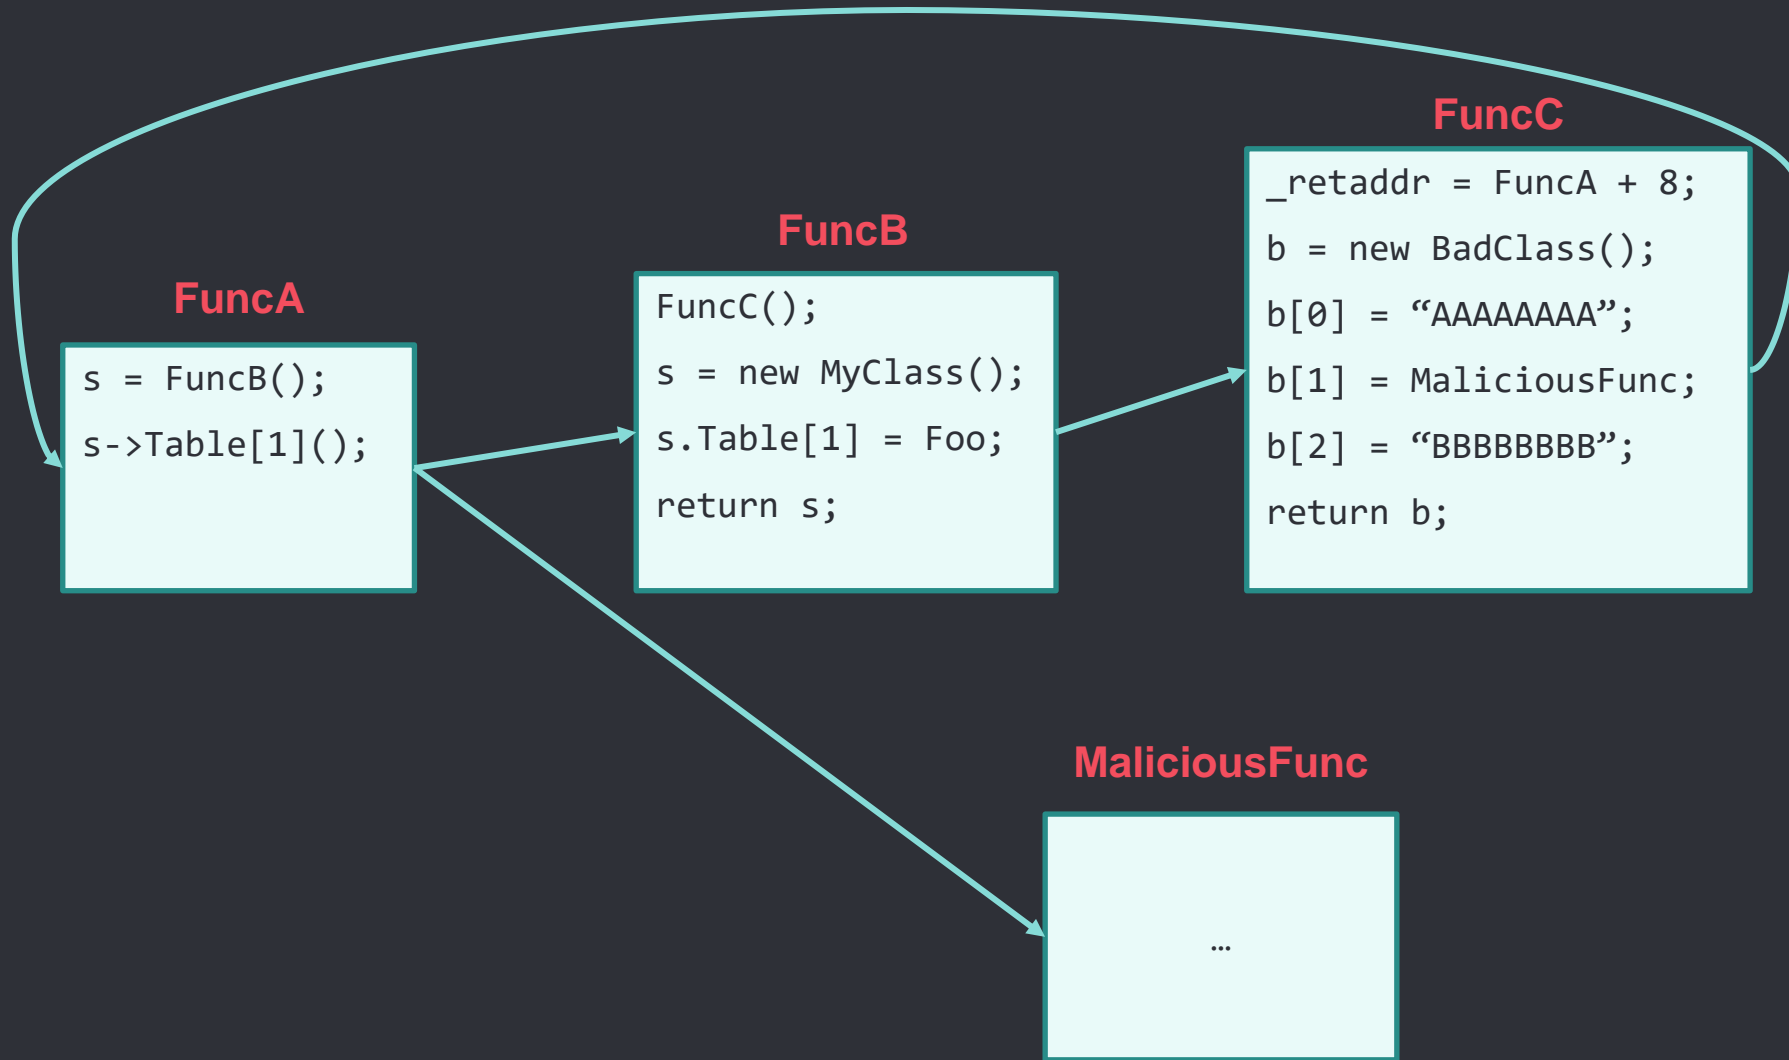 FuncA
s = FuncB();
s->Table[1]();
FuncB
FuncC();
s = new MyClass();
s.Table[1] = Foo;
return s;
FuncC
_retaddr = FuncA + 8;
b = new BadClass();
b[0] = “AAAAAAAA”;
b[1] = MaliciousFunc;
b[2] = “BBBBBBBB”;
return b;
MaliciousFunc
…